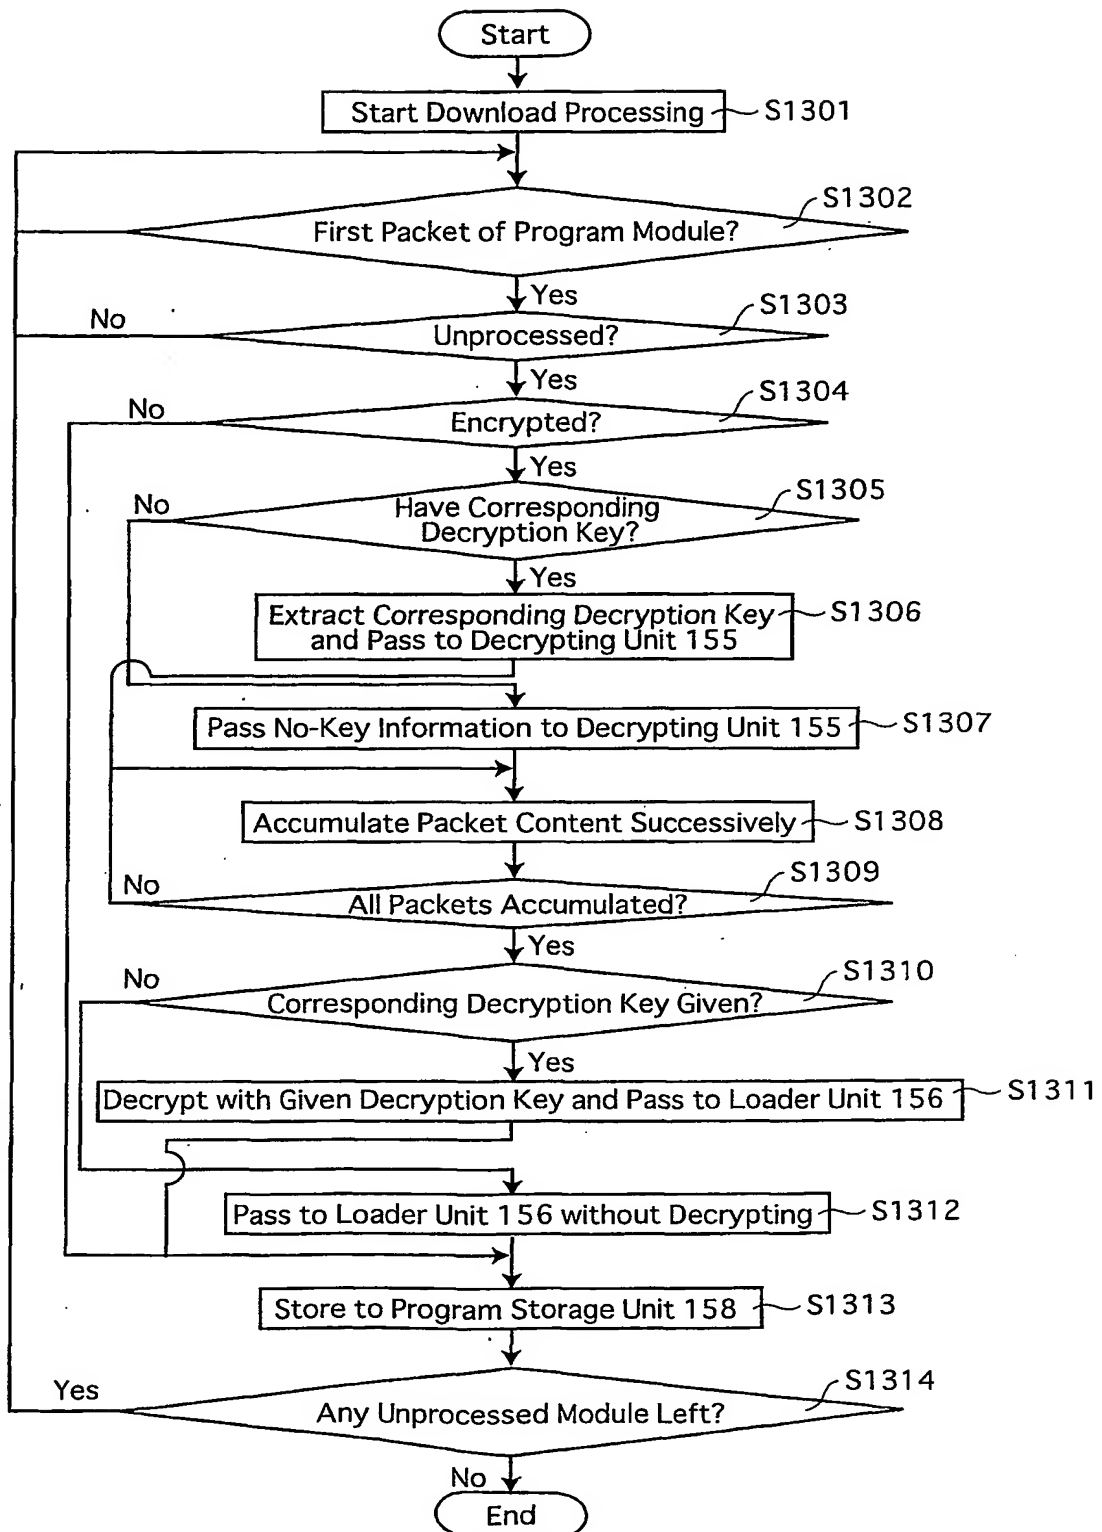 Start
Start Download Processing
S1301
S1302
First Packet of Program Module?
Yes
S1303
No
Unprocessed?
Yes
S1304
No
Encrypted?
Yes
S1305
No
Have Corresponding
Decryption Key?
Yes
Extract Corresponding Decryption Key
and Pass to Decrypting Unit 155
S1306
Pass No-Key Information to Decrypting Unit 155
S1307
Accumulate Packet Content Successively
S1308
S1309
No
All Packets Accumulated?
Yes
S1310
No
Corresponding Decryption Key Given?
Yes
Decrypt with Given Decryption Key and Pass to Loader Unit 156
S1311
Pass to Loader Unit 156 without Decrypting
S1312
Store to Program Storage Unit 158
S1313
S1314
Yes
Any Unprocessed Module Left?
No
End